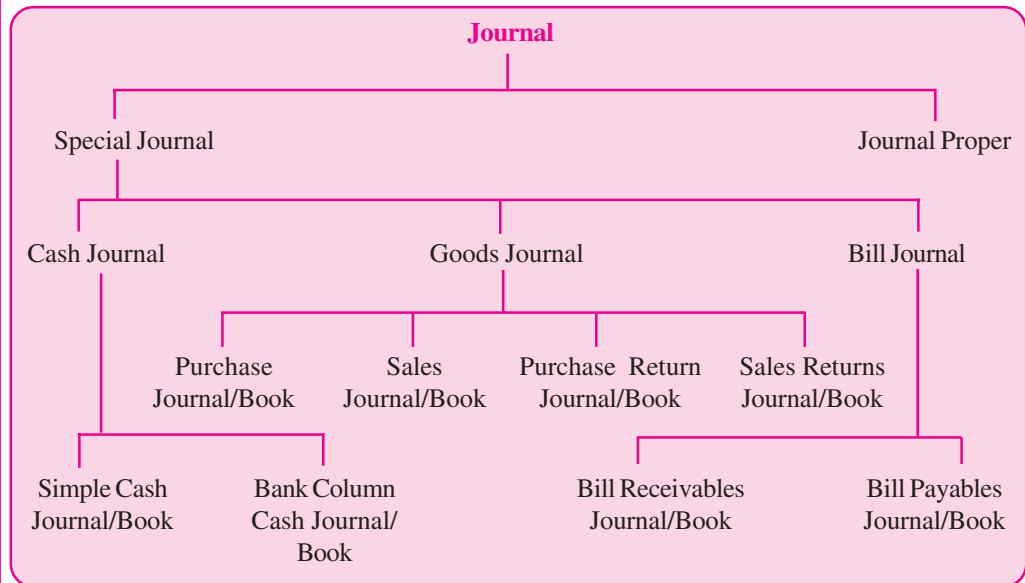 Journal
Special Journal
Journal Proper
Cash Journal
Goods Journal
Bill Journal
Purchase
Journal/Book
Sales
Journal/Book
Purchase Return
Journal/Book
Sales Returns
Journal/Book
Simple Cash
Journal/Book
Bank Column
Cash Journal/
Book
Bill Receivables
Journal/Book
Bill Payables
Journal/Book